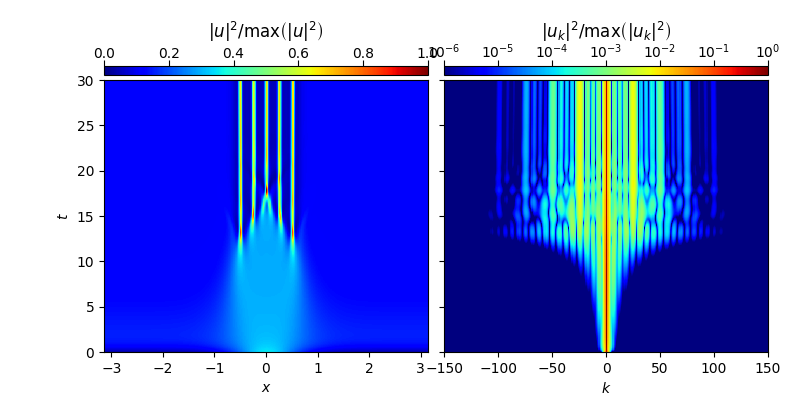 |u|²/max(|u|²)
|u_k|²/max(|u_k|²)
0.0 0.2 0.4 0.6 0.8 1.0
10⁻⁶ 10⁻⁵ 10⁻⁴ 10⁻³ 10⁻² 10⁻¹ 10⁰
30
25
20
15
10
5
0
t
−3 −2 −1 0 1 2 3
−150 −100 −50 0 50 100 150
x
k